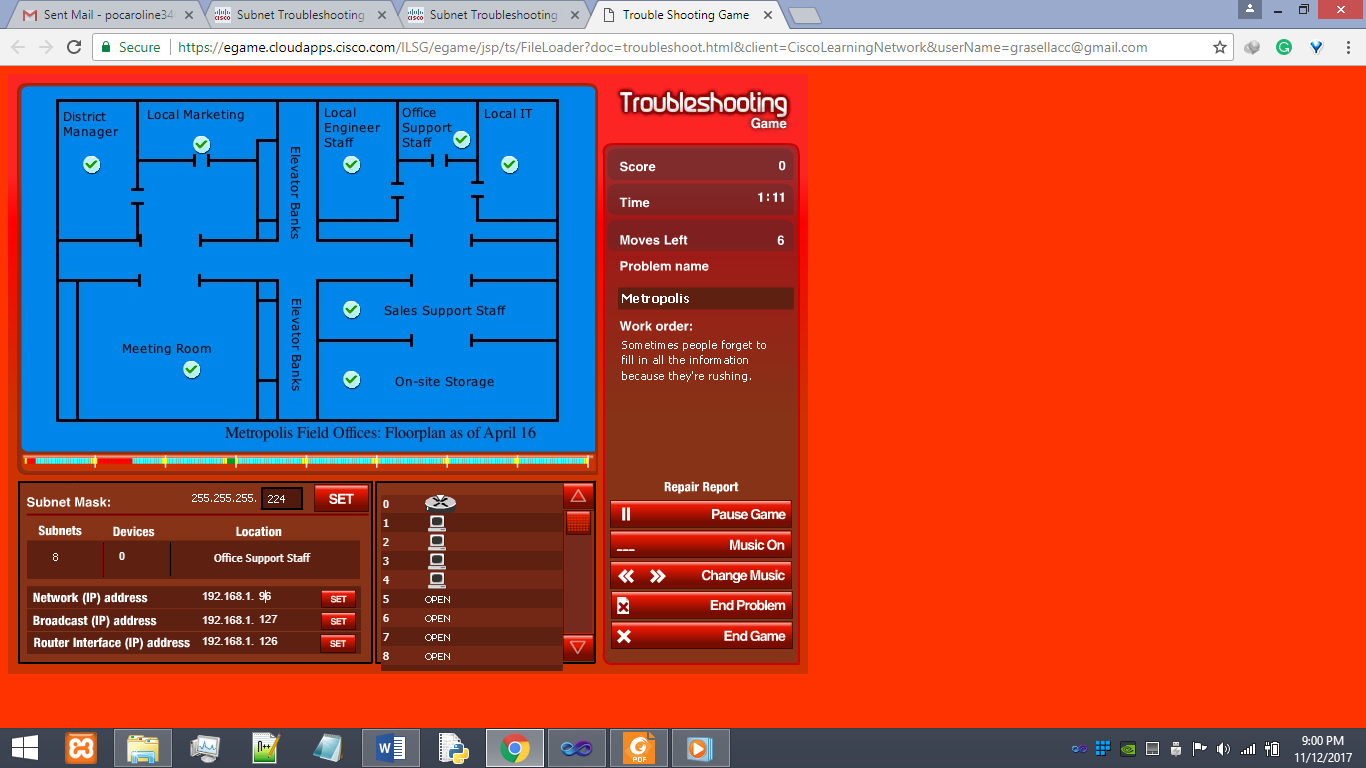 Sent Mail - pocaroline34
Subnet Troubleshooting
Subnet Troubleshooting
Trouble Shooting Game
Secure
https://egame.cloudapps.cisco.com/ILSG/egame/jsp/ts/FileLoader?doc=troubleshoot.html&client=CiscoLearningNetwork&userName=grasellacc@gmail.com
District
Manager
Local Marketing
Elevator Banks
Local
Engineer
Staff
Office
Support
Staff
Local IT
Meeting Room
Elevator Banks
Sales Support Staff
On-site Storage
Metropolis Field Offices: Floorplan as of April 16
Troubleshooting
Game
Score 0
Time 1:11
Moves Left 6
Problem name
Metropolis
Work order:
Sometimes people forget to
fill in all the information
because they're rushing.
Repair Report
Pause Game
Music On
Change Music
End Problem
End Game
Subnet Mask: 255.255.255. 224 SET
Subnets Devices Location
8 0 Office Support Staff
Network (IP) address 192.168.1. 96 SET
Broadcast (IP) address 192.168.1. 127 SET
Router Interface (IP) address 192.168.1. 126 SET
0
1
2
3
4
5 OPEN
6 OPEN
7 OPEN
8 OPEN
9:00 PM
11/12/2017